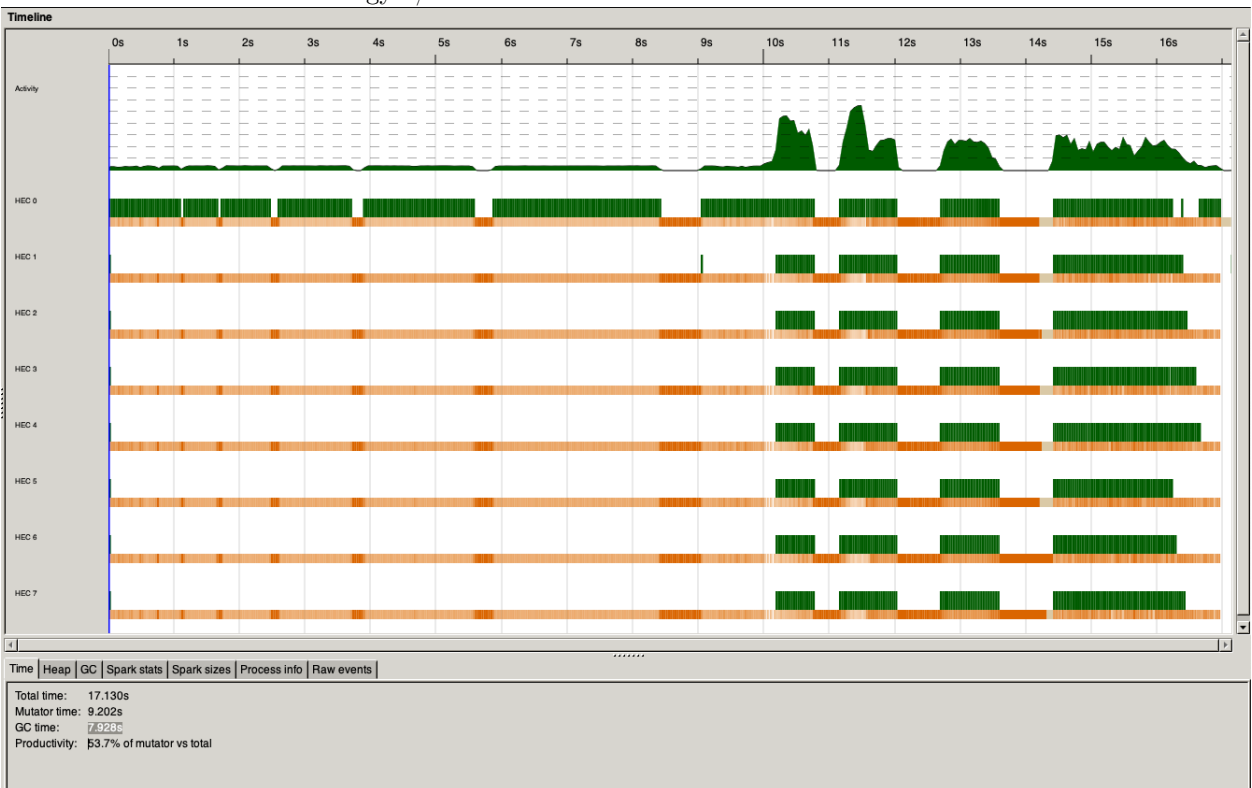 Timeline
0s 1s 2s 3s 4s 5s 6s 7s 8s 9s 10s 11s 12s 13s 14s 15s 16s
Activity
HEC 0
HEC 1
HEC 2
HEC 3
HEC 4
HEC 5
HEC 6
HEC 7
Time Heap GC Spark stats Spark sizes Process info Raw events
Total time: 17.130s
Mutator time: 9.202s
GC time: 7.928s
Productivity: 53.7% of mutator vs total